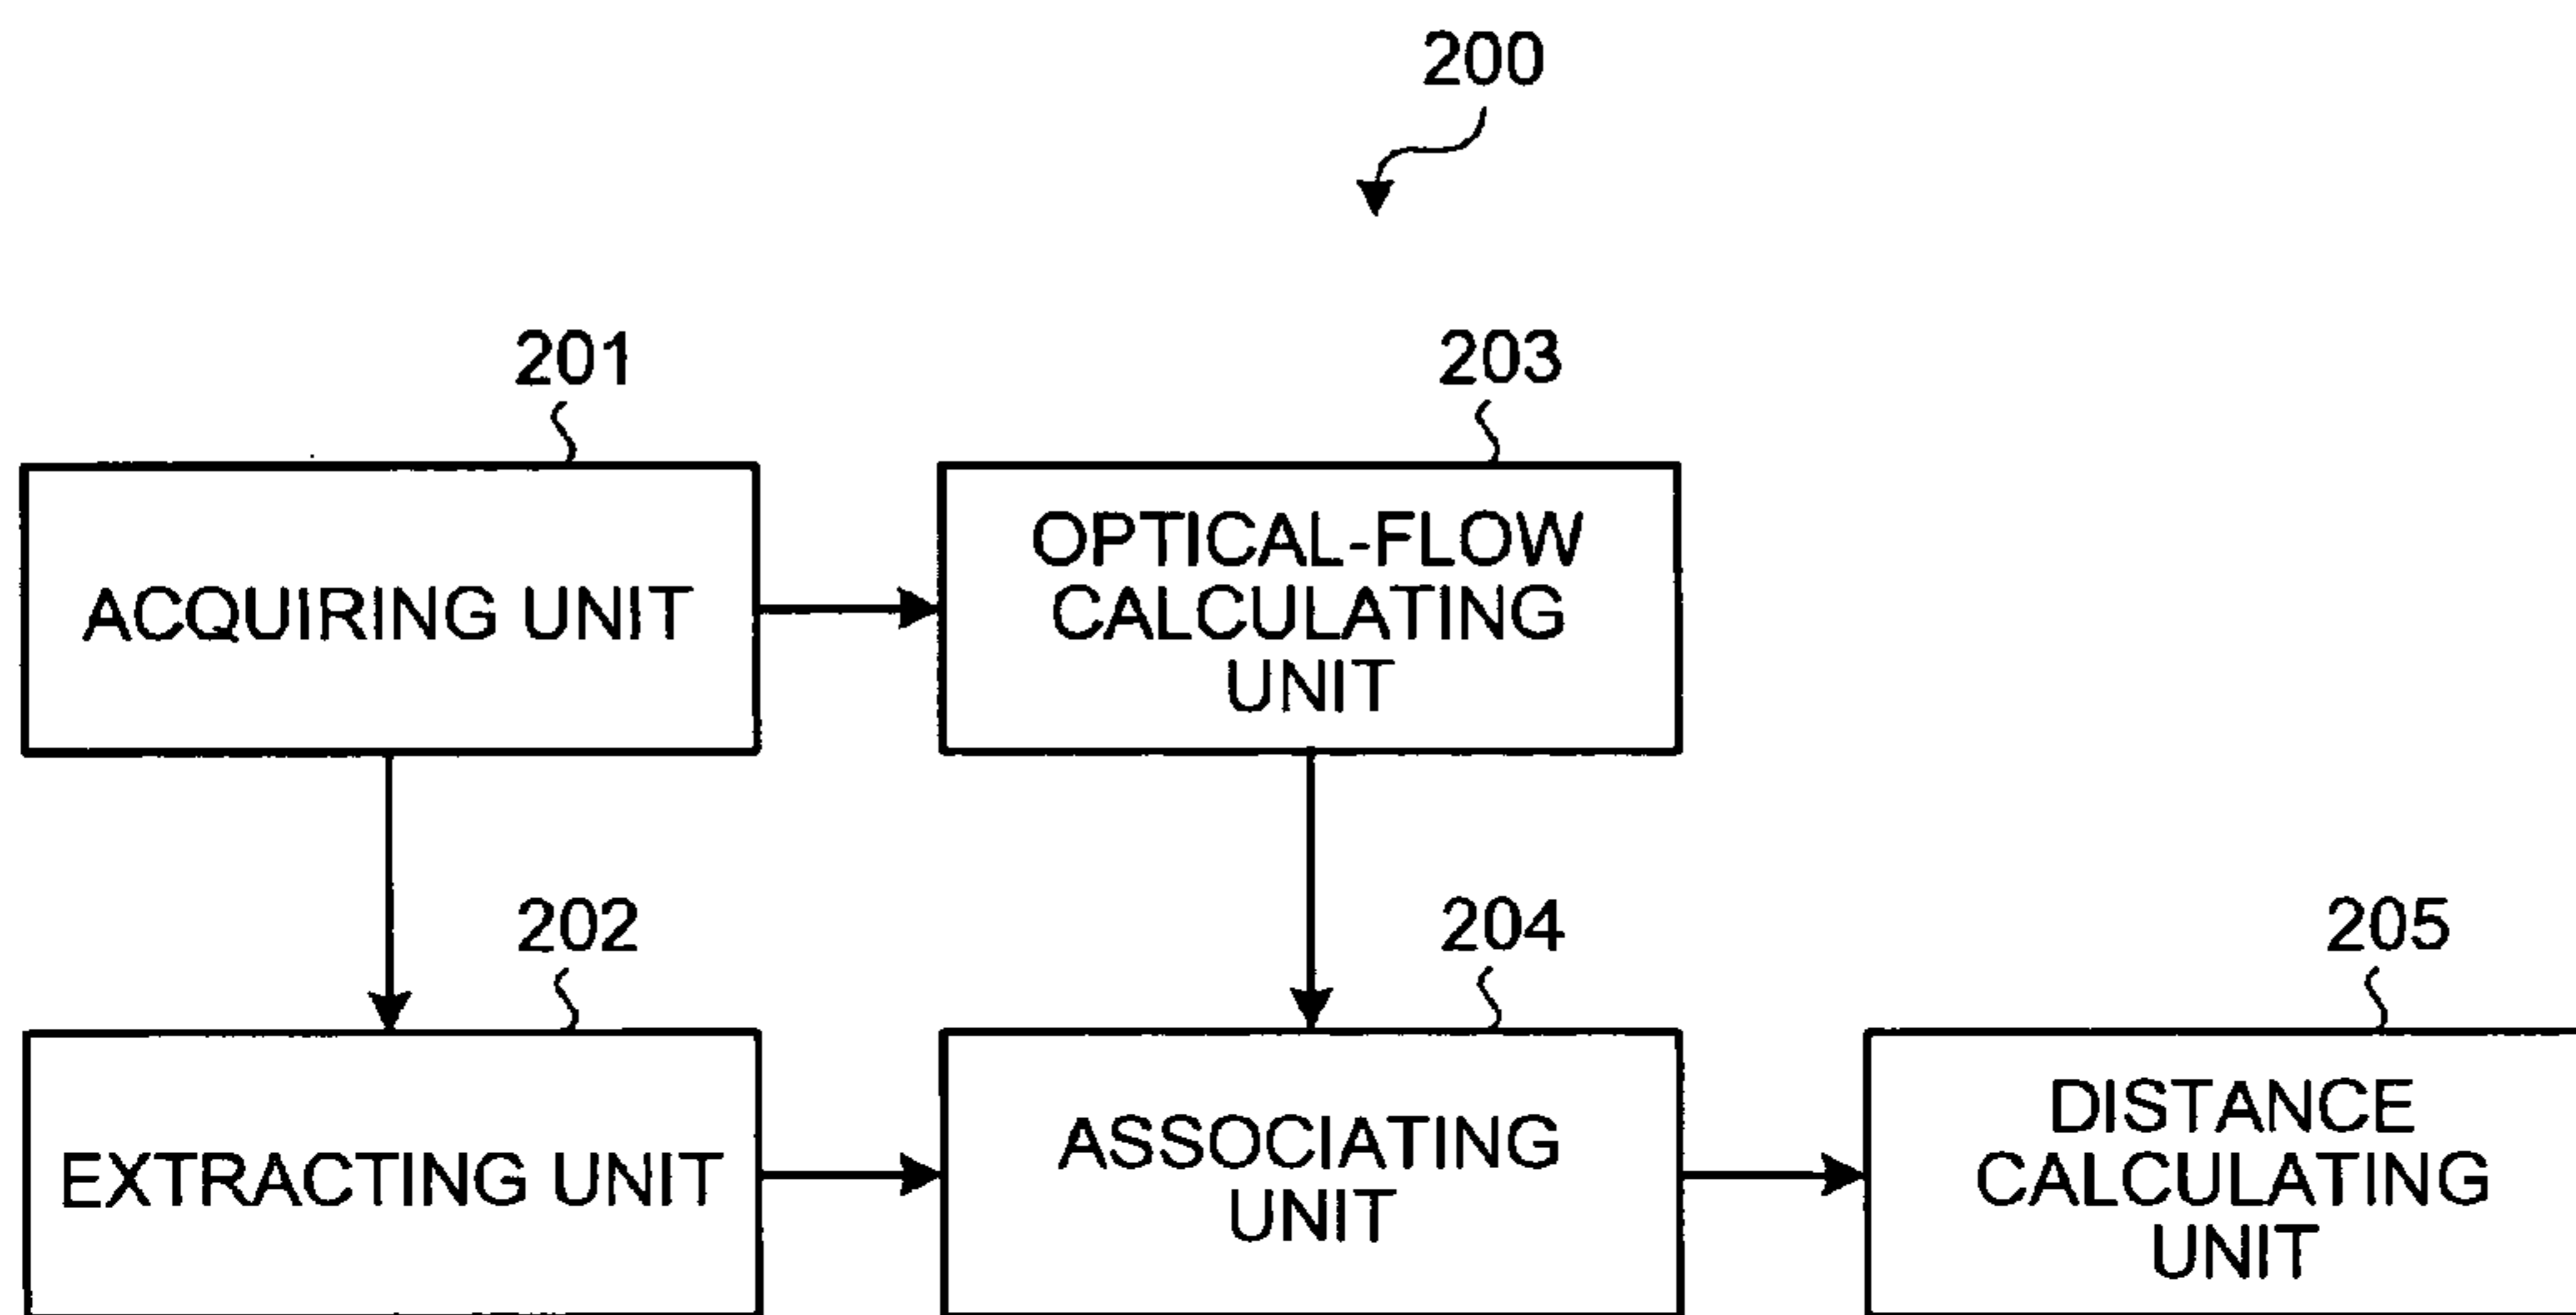 200
201
203
ACQUIRING UNIT
OPTICAL-FLOW
CALCULATING
UNIT
202
204
205
EXTRACTING UNIT
ASSOCIATING
UNIT
DISTANCE
CALCULATING
UNIT